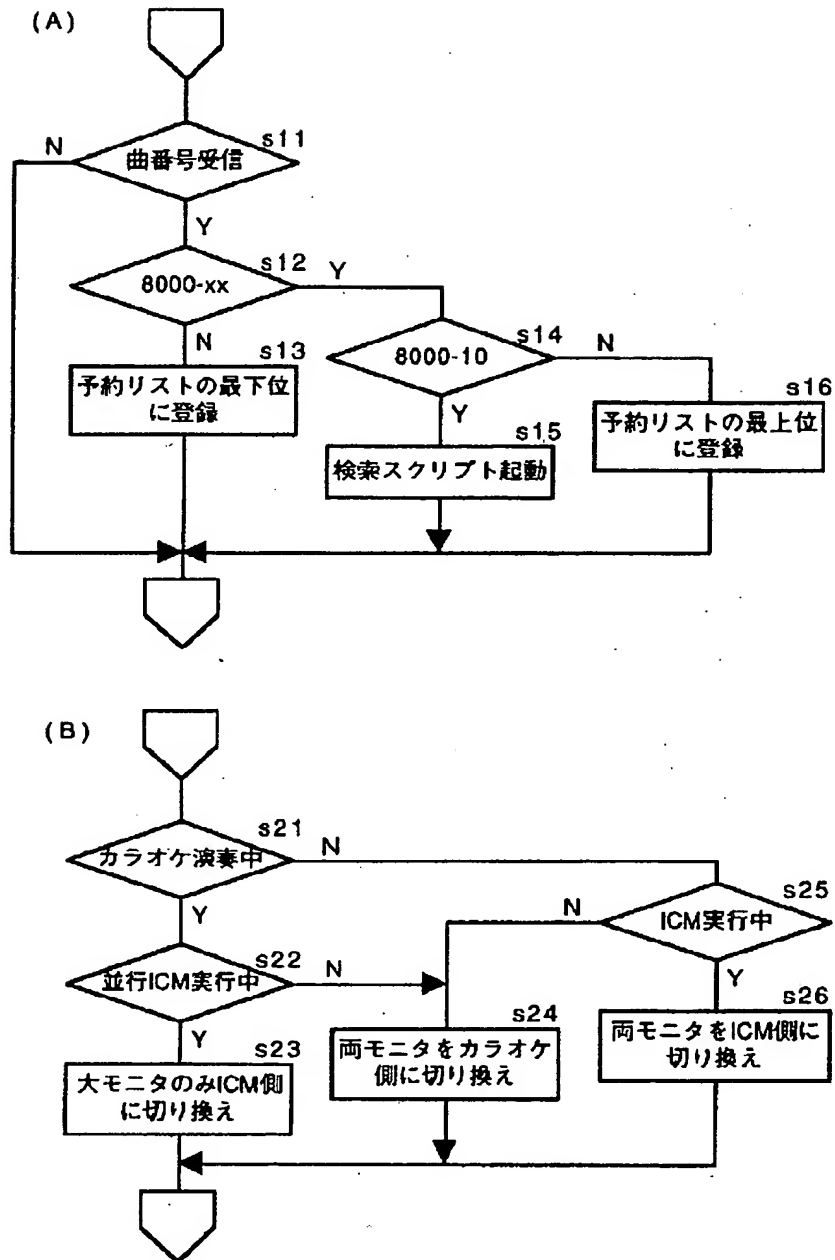 (A)
N
s11
曲番号受信
Y
s12
8000-xx
Y
N
s13
予約リストの最下位
に登録
s14
8000-10
N
Y
s15
検索スクリプト起動
s16
予約リストの最上位
に登録
(B)
s21
カラオケ演奏中
N
Y
s22
並行ICM実行中
N
Y
s23
大モニタのみICM側
に切り換え
s24
両モニタをカラオケ
側に切り換え
s25
N
ICM実行中
Y
s26
両モニタをICM側に
切り換え